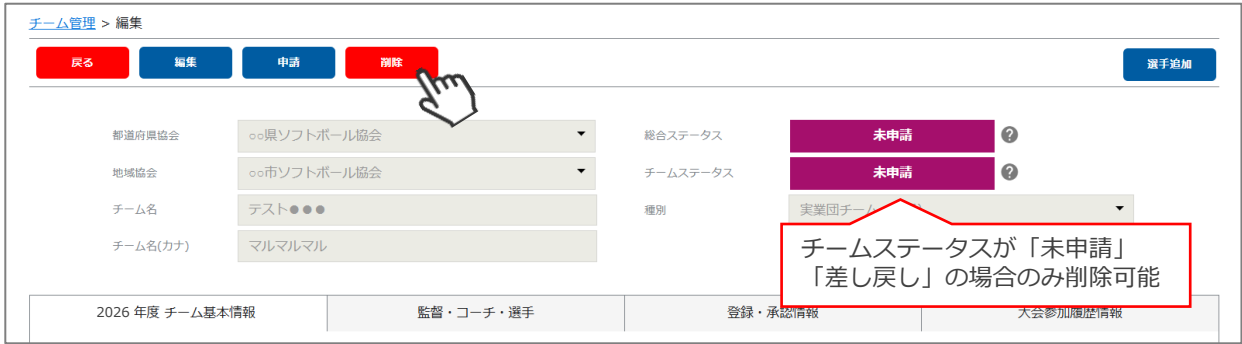 チーム管理 > 編集
戻る 編集 申請 削除 選手追加
都道府県協会 ○○県ソフトボール協会 総合ステータス 未申請 ?
地域協会 ○○市ソフトボール協会 チームステータス 未申請 ?
チーム名 テスト●●● 種別 実業団チーム
チーム名(カナ) マルマルマル
チームステータスが「未申請」
「差し戻し」の場合のみ削除可能
2026 年度 チーム基本情報 監督・コーチ・選手 登録・承認情報 大会参加履歴情報